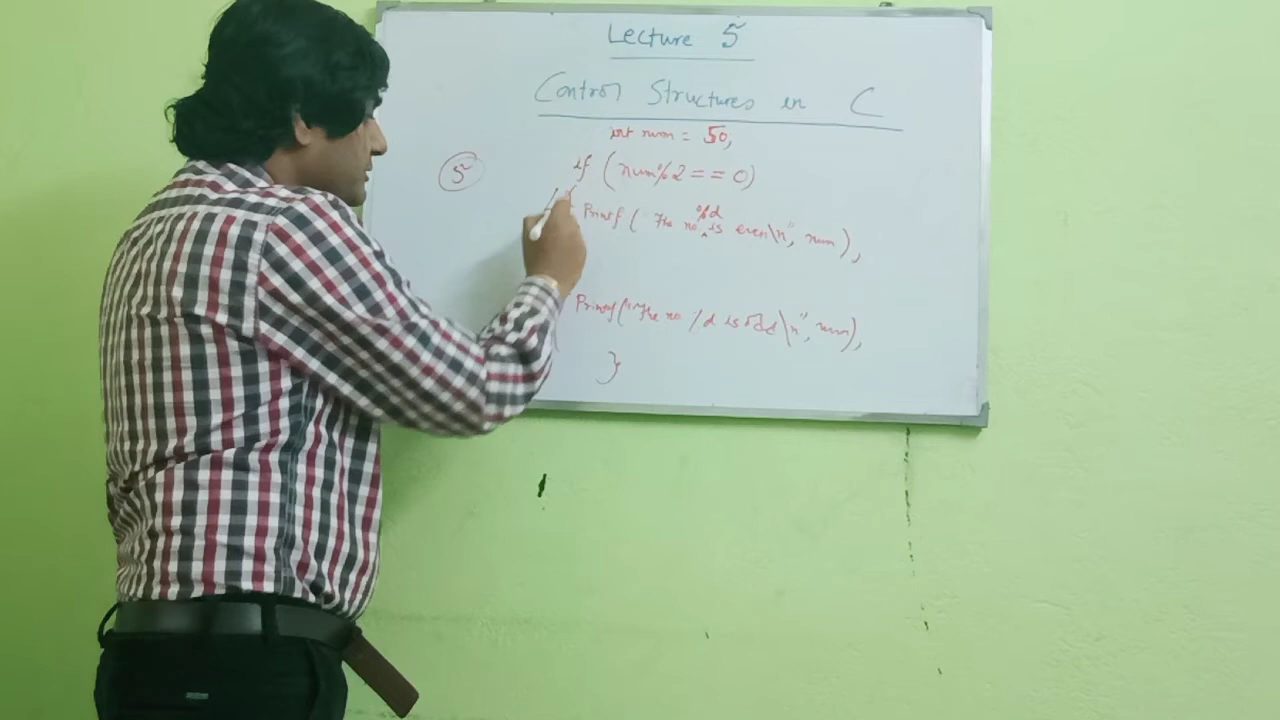 Lecture 5
Control Structures in C
int num = 50;
5
if (num%2 == 0)
Printf ( "The no %d is even\n", num);
Printf("The no %d is odd\n", num);
}